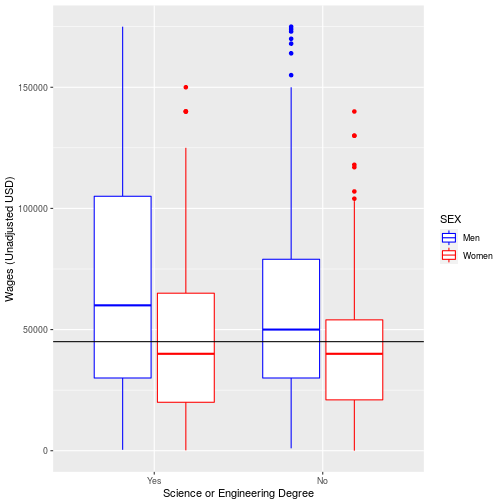 150000
100000
50000
0
Wages (Unadjusted USD)
Yes
No
Science or Engineering Degree
SEX
Men
Women